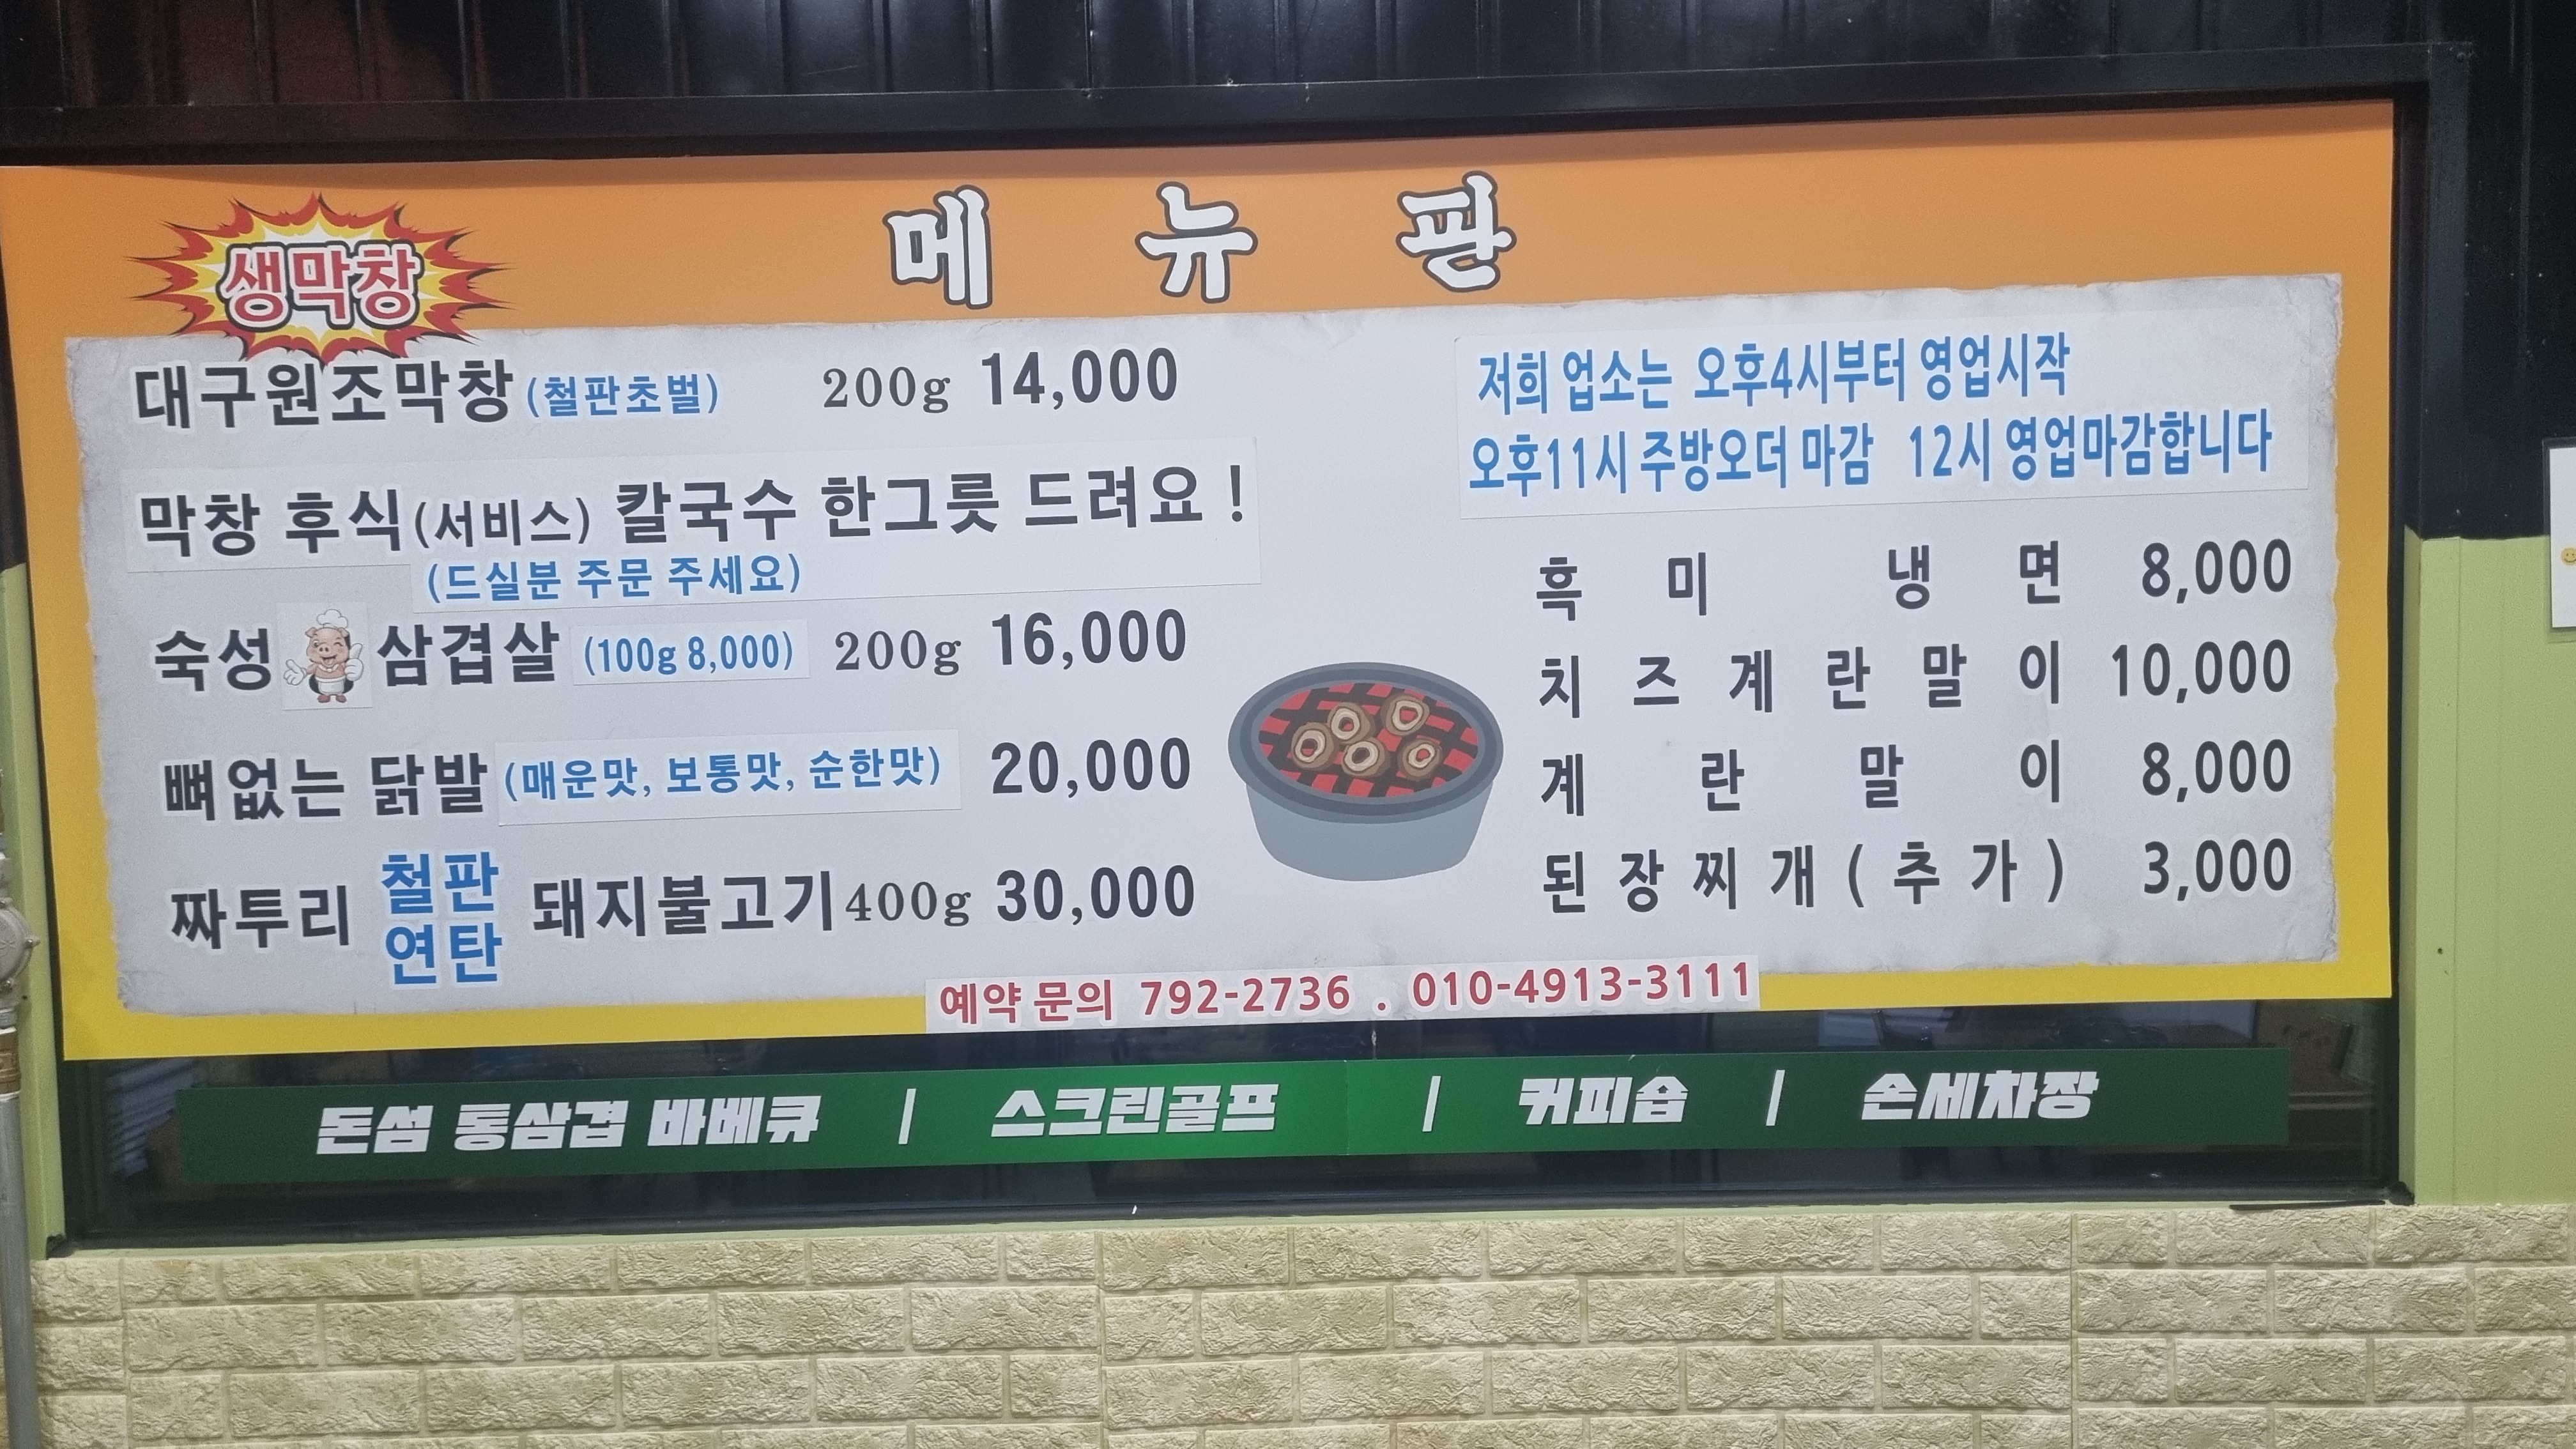 메뉴판
생막창
대구원조막창 (철판초벌) 200g 14,000
막창 후식(서비스) 칼국수 한그릇 드려요 !
(드실분 주문 주세요)
숙성 삼겹살 (100g 8,000) 200g 16,000
뼈없는 닭발 (매운맛, 보통맛, 순한맛) 20,000
짜투리 철판 연탄 돼지불고기 400g 30,000
저희 업소는 오후4시부터 영업시작
오후11시 주방오더 마감 12시 영업마감합니다
흑미 냉면 8,000
치즈계란말이 10,000
계란말이 8,000
된장찌개(추가) 3,000
예약 문의 792-2736 . 010-4913-3111
돈섬 통삼겹 바베큐 | 스크린골프 | 커피숍 | 손세차장